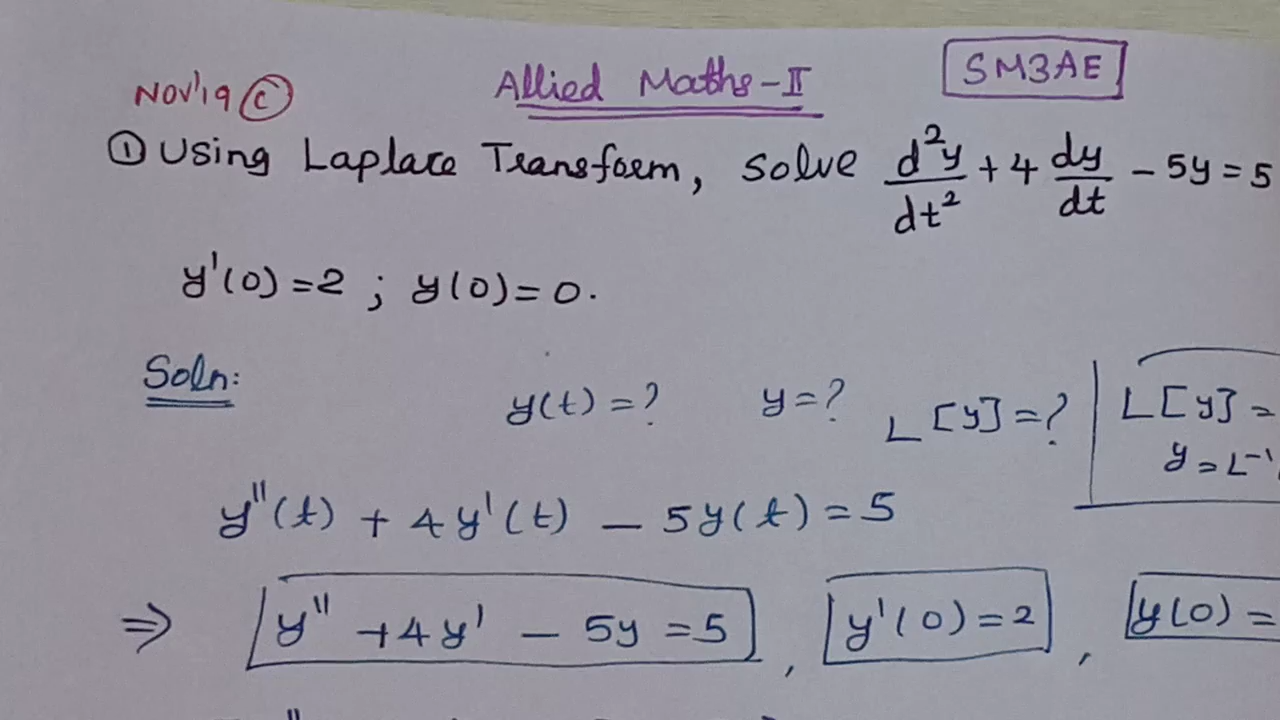 Nov'19 Ⓒ Allied Maths-II SM3AE
① Using Laplace Transform, solve d²y/dt² + 4 dy/dt - 5y = 5
y'(0) = 2 ; y(0) = 0.
Soln:
y(t) = ? y = ? L[y] = ? L[y] =
y = L⁻¹
y''(t) + 4y'(t) - 5y(t) = 5
⇒ y'' + 4y' - 5y = 5 , y'(0) = 2 , y(0) =